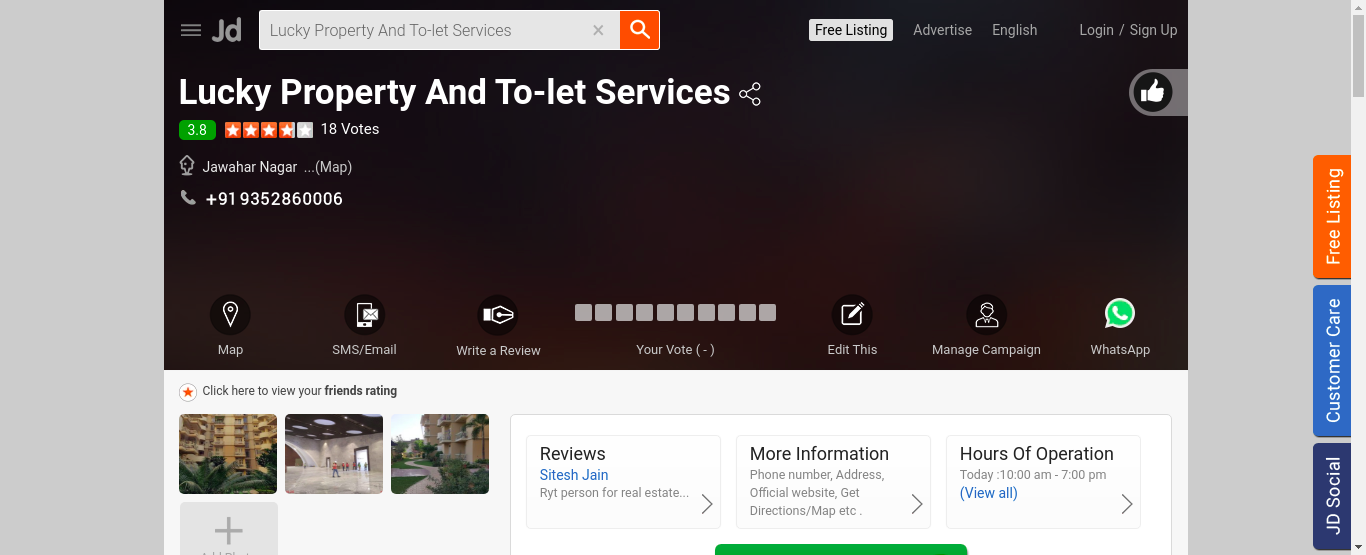 Jd
Lucky Property And To-let Services
Free Listing
Advertise
English
Login / Sign Up
Lucky Property And To-let Services
3.8
18 Votes
Jawahar Nagar ...(Map)
+919352860006
Map
SMS/Email
Write a Review
Your Vote ( - )
Edit This
Manage Campaign
WhatsApp
Click here to view your friends rating
Reviews
Sitesh Jain
Ryt person for real estate...
More Information
Phone number, Address,
Official website, Get
Directions/Map etc .
Hours Of Operation
Today :10:00 am - 7:00 pm
(View all)
Free Listing
Customer Care
JD Social